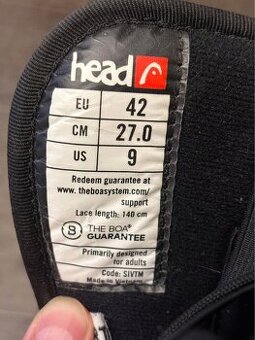 head
EU 42
CM 27.0
US 9
Redeem guarantee at
www.theboasystem.com/
support
Lace length: 140 cm
THE BOA®
GUARANTEE
Primarily designed
for adults
Code: SIVTM
Made in Vietnam